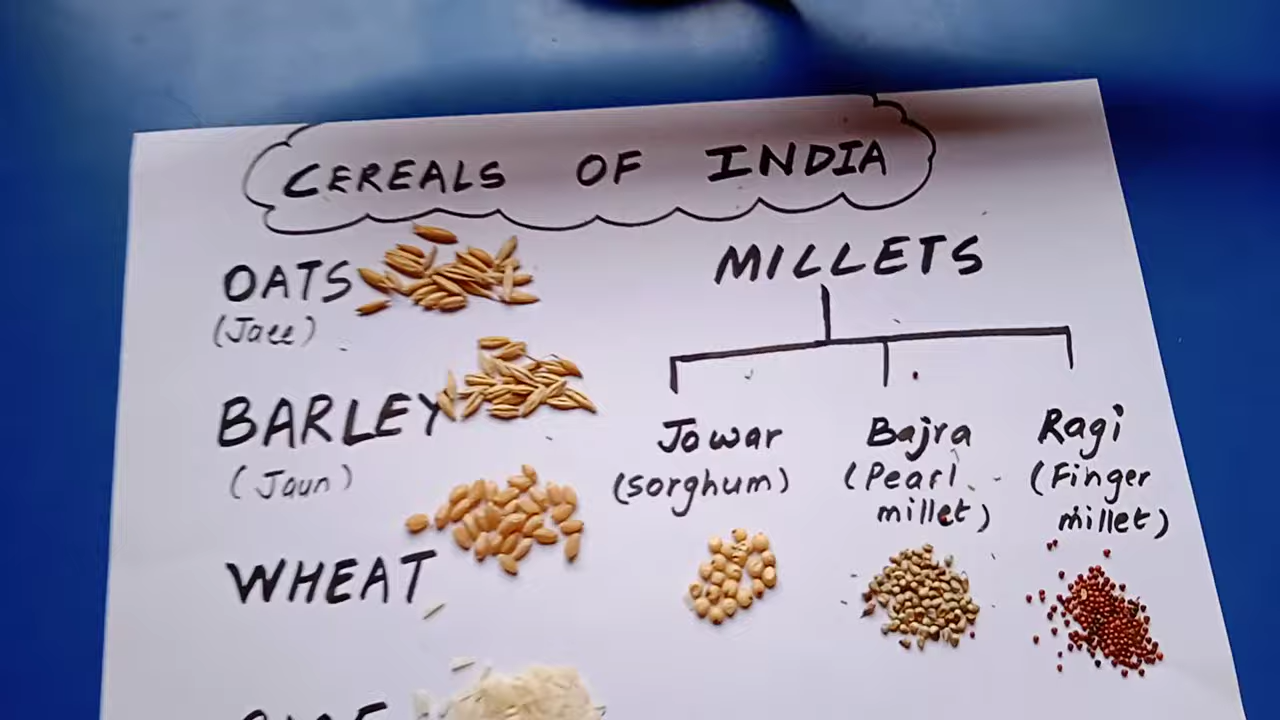 CEREALS OF INDIA
OATS
(Jaee)
BARLEY
(Jaun)
WHEAT
MILLETS
Jowar
(sorghum)
Bajra
(Pearl
millet)
Ragi
(Finger
millet)